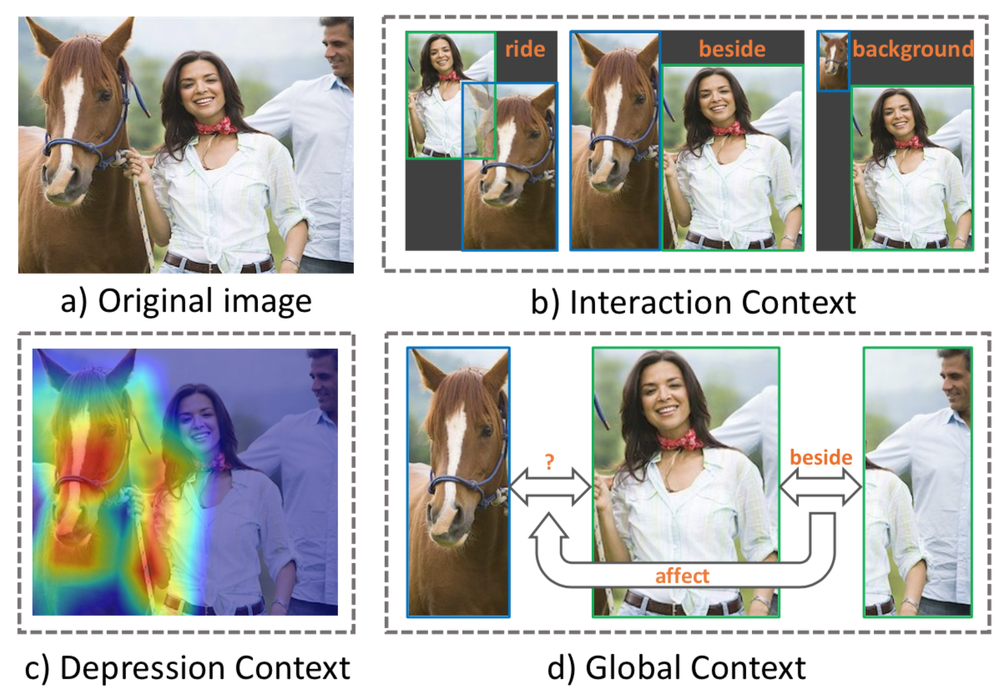 ride
beside
background
a) Original image
b) Interaction Context
?
beside
affect
c) Depression Context
d) Global Context